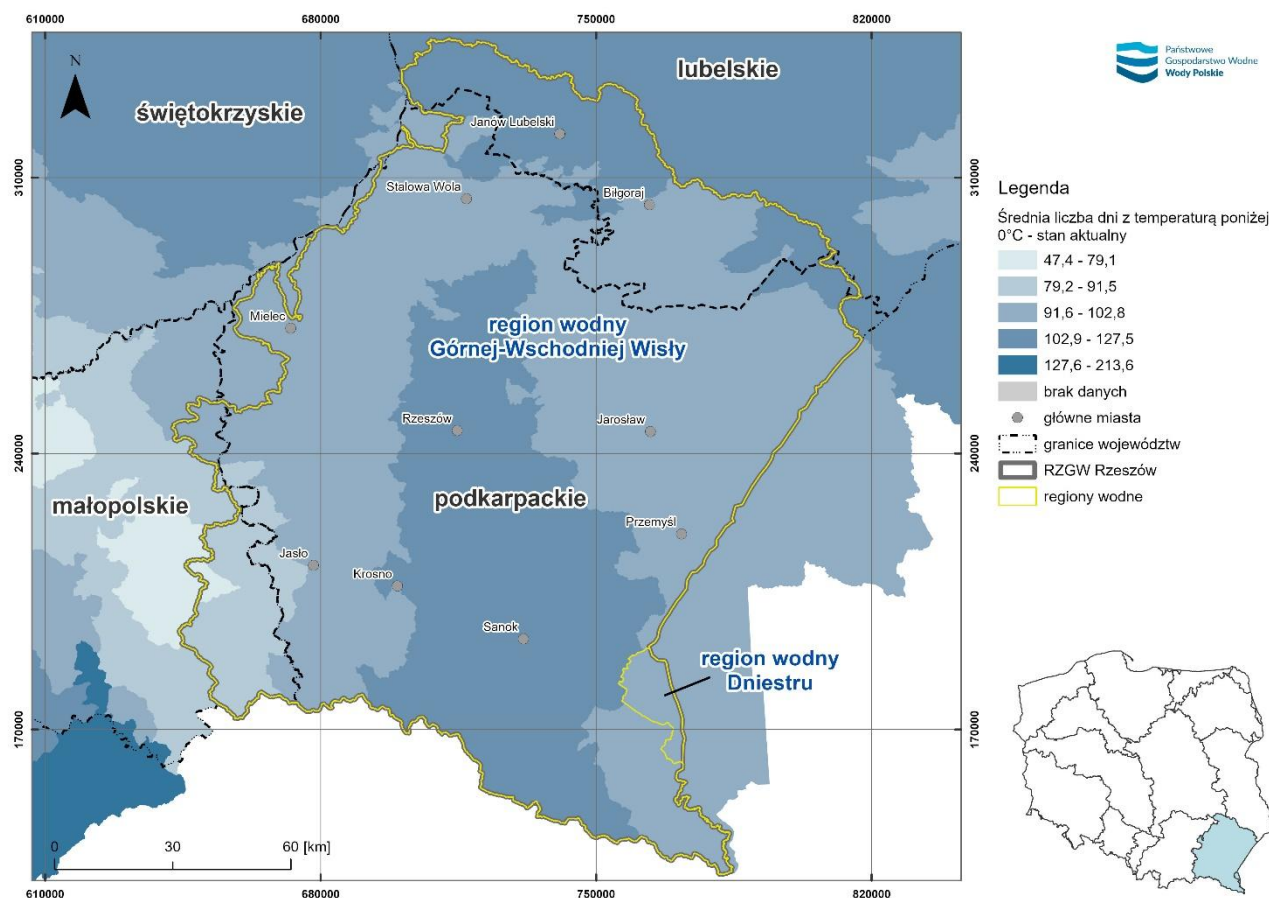 610000
680000
750000
820000
N
lubelskie
świętokrzyskie
Janów Lubelski
310000
310000
Stalowa Wola
Biłgoraj
Mielec
region wodny
Górnej-Wschodniej Wisły
Rzeszów
Jarosław
240000
240000
małopolskie
podkarpackie
Przemyśl
Jasło
Krosno
Sanok
region wodny
Dniestru
170000
170000
0
30
60 [km]
610000
680000
750000
820000
Państwowe
Gospodarstwo Wodne
Wody Polskie
Legenda
Średnia liczba dni z temperaturą poniżej
0°C - stan aktualny
47,4 - 79,1
79,2 - 91,5
91,6 - 102,8
102,9 - 127,5
127,6 - 213,6
brak danych
główne miasta
granice województw
RZGW Rzeszów
regiony wodne